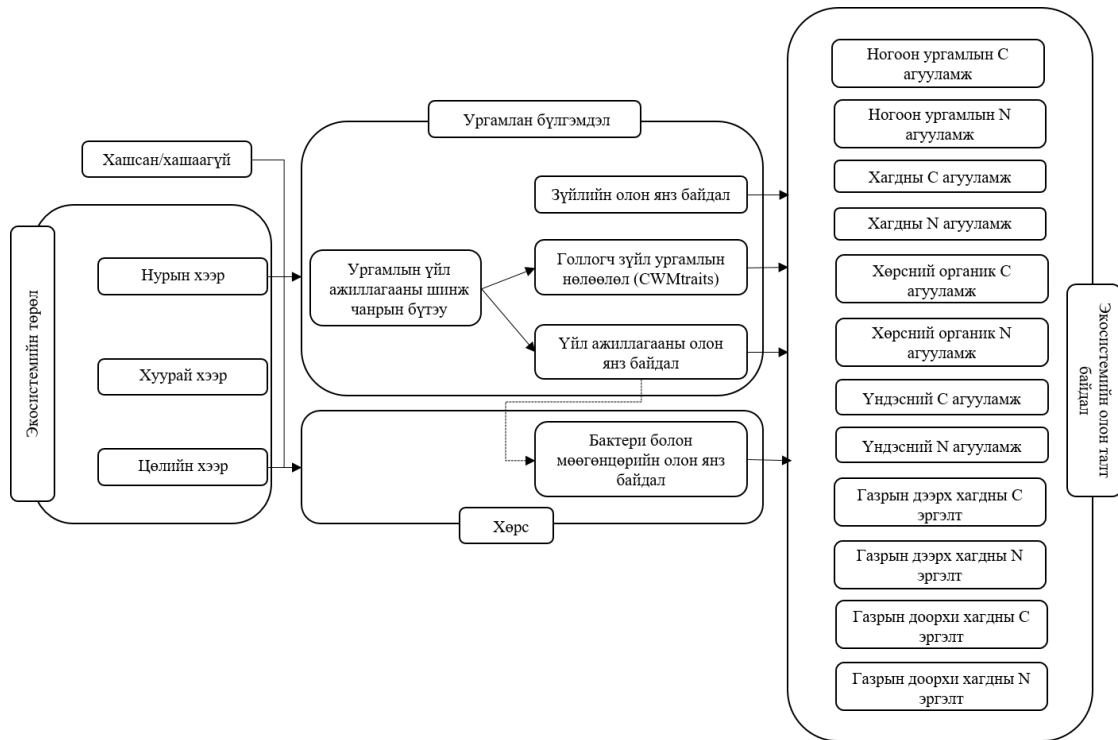 Экосистемийн төрөл
Хашсан/хашаагүй
Нурын хээр
Хуурай хээр
Цөлийн хээр
Ургамлан бүлгэмдэл
Зүйлийн олон янз байдал
Ургамлын үйл
ажиллагааны шинж
чанрын бүтэу
Голлогч зүйл ургамлын
нөлөөлөл (CWMtraits)
Үйл ажиллагааны олон
янз байдал
Бактери болон
мөөгөнцөрийн олон янз
байдал
Хөрс
Ногоон ургамлын C
агууламж
Ногоон ургамлын N
агууламж
Хагдны C агууламж
Хагдны N агууламж
Хөрсний органик C
агууламж
Хөрсний органик N
агууламж
Үндэсний C агууламж
Үндэсний N агууламж
Газрын дээрх хагдны C
эргэлт
Газрын дээрх хагдны N
эргэлт
Газрын доорхи хагдны C
эргэлт
Газрын доорхи хагдны N
эргэлт
Экосистемийн олон талт
байдал